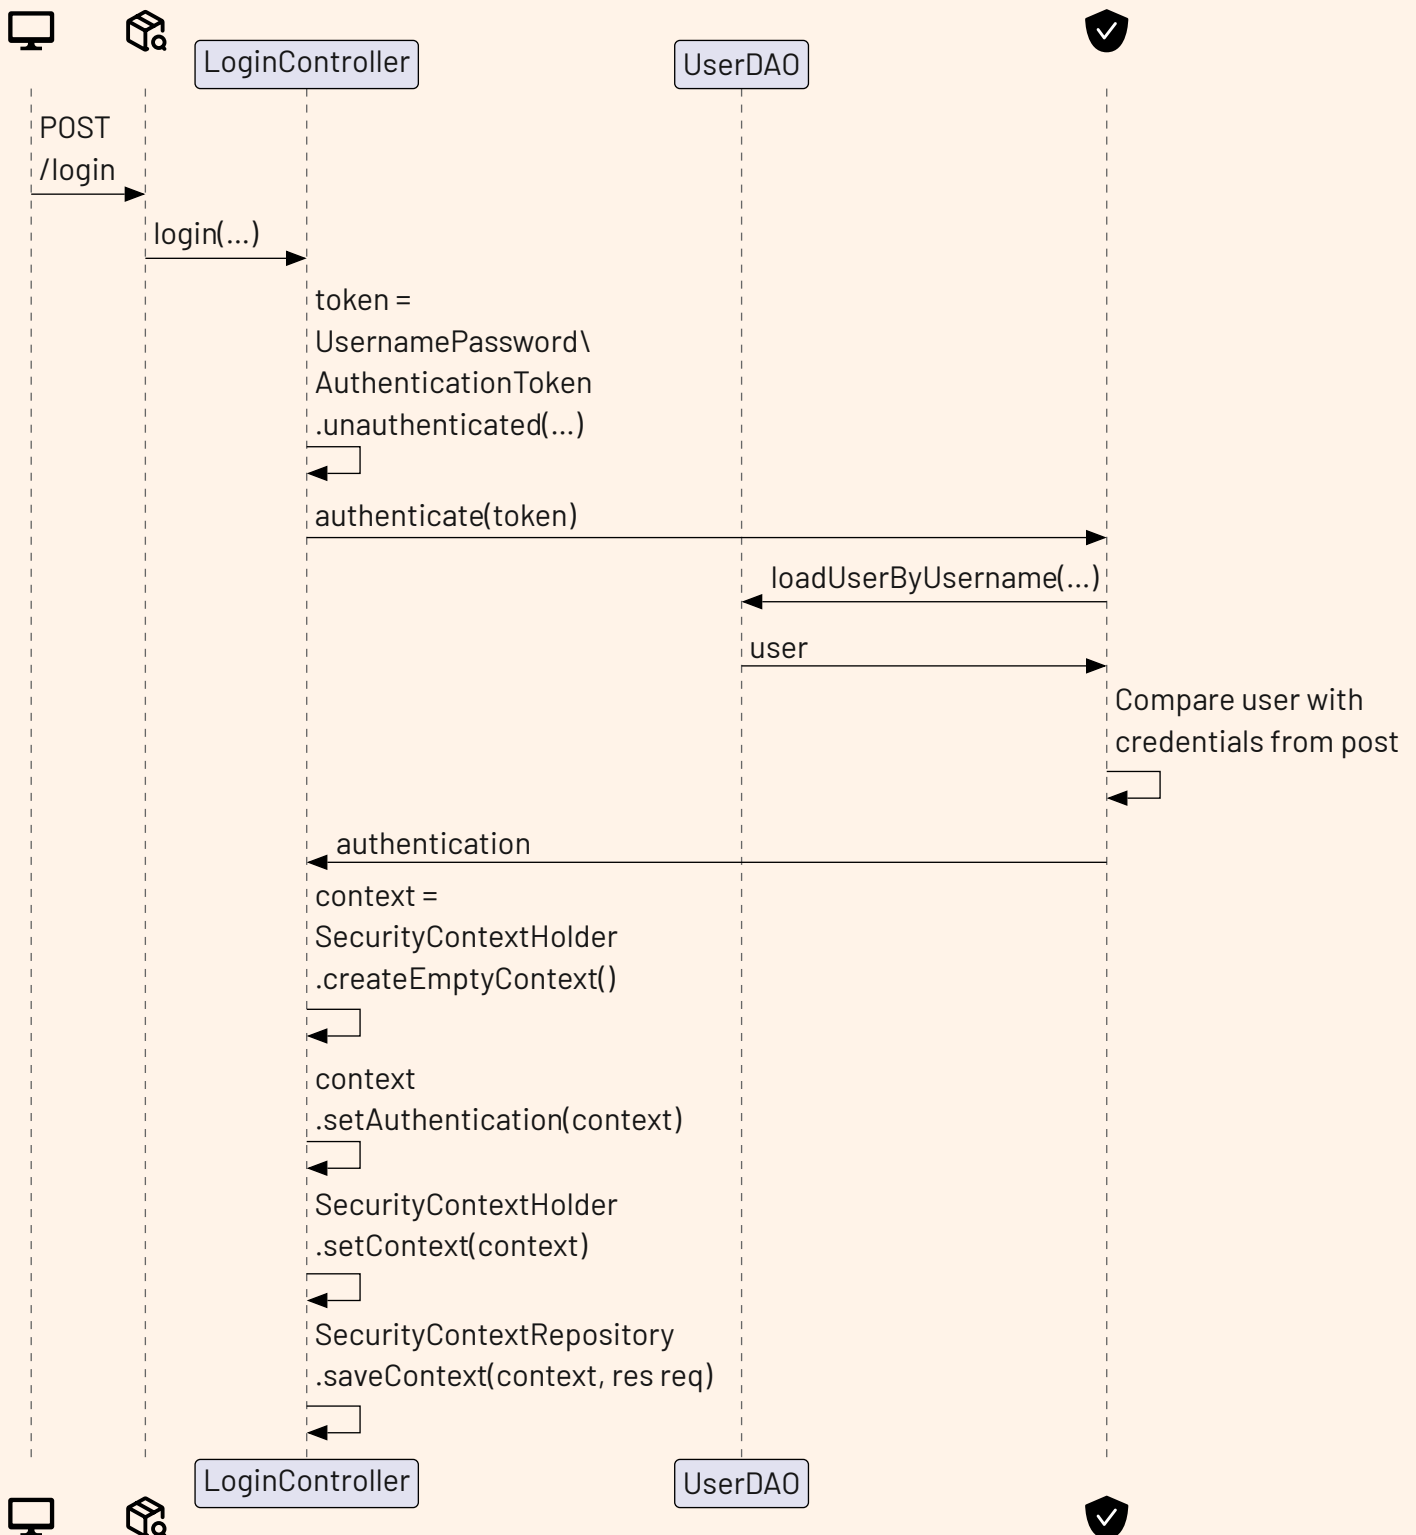 LoginController
UserDAO
POST
/login
login(...)
token =
UsernamePassword\
AuthenticationToken
.unauthenticated(...)
authenticate(token)
loadUserByUsername(...)
user
Compare user with
credentials from post
authentication
context =
SecurityContextHolder
.createEmptyContext()
context
.setAuthentication(context)
SecurityContextHolder
.setContext(context)
SecurityContextRepository
.saveContext(context, res req)
LoginController
UserDAO